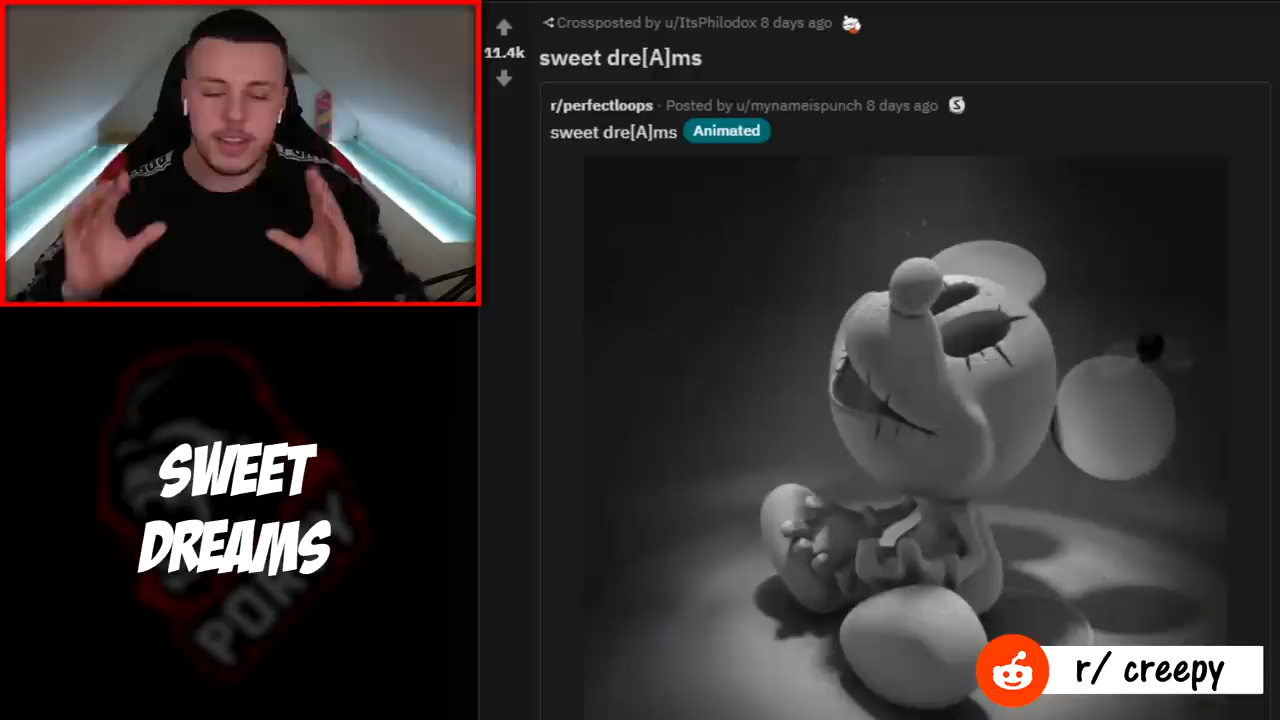 Crossposted by u/ItsPhilodox 8 days ago
11.4k
sweet dre[A]ms
r/perfectloops · Posted by u/mynameispunch 8 days ago
sweet dre[A]ms Animated
SWEET
DREAMS
r/ creepy